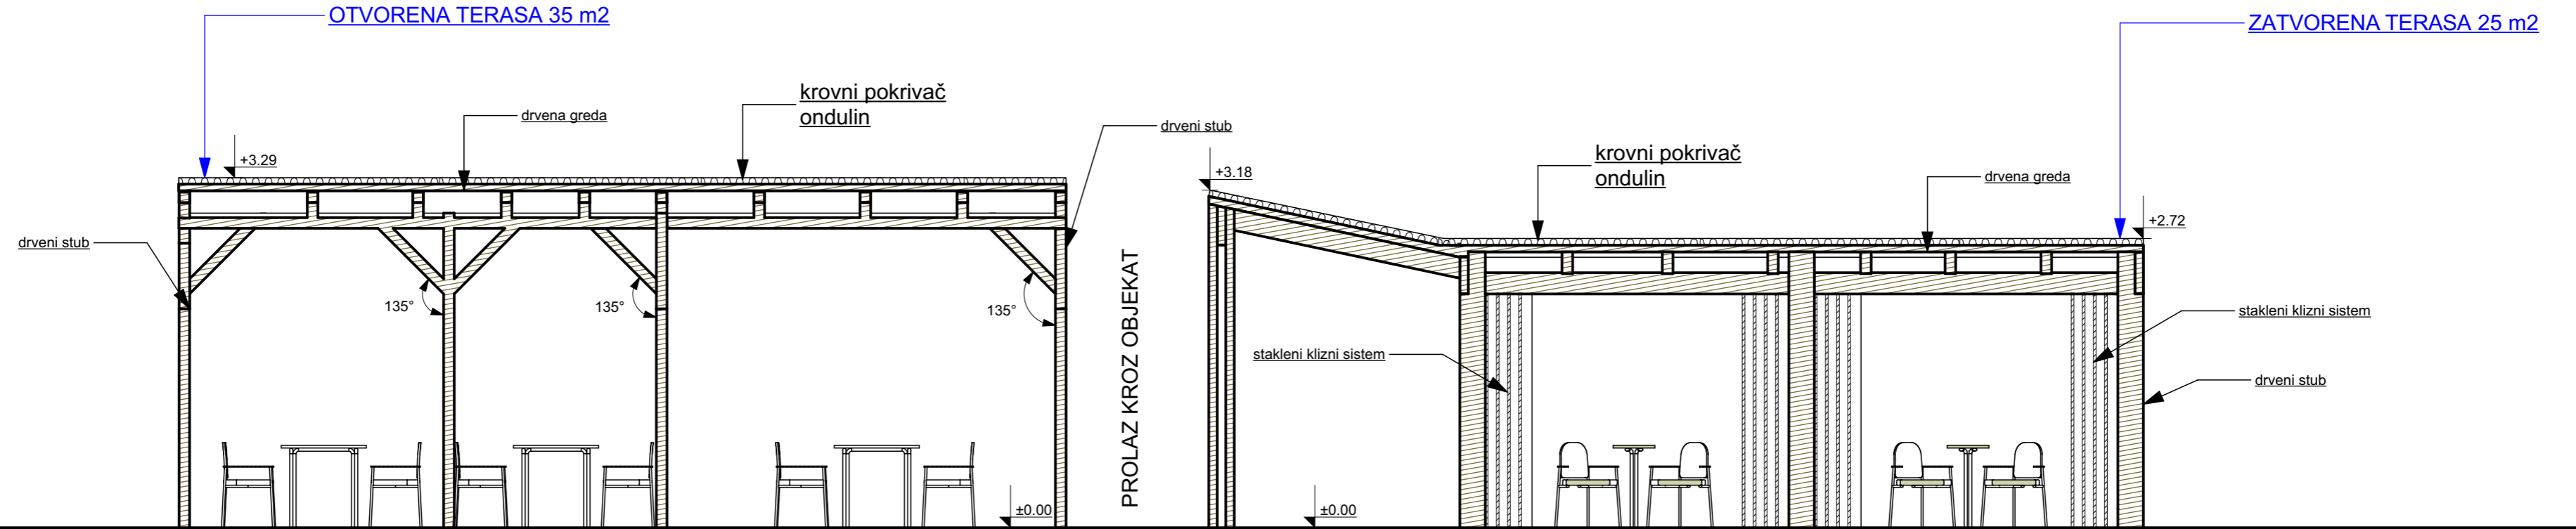 OTVORENA TERASA 35 m2
ZATVORENA TERASA 25 m2
krovni pokrivač
ondulin
drvena greda
drveni stub
+3.29
krovni pokrivač
ondulin
+3.18
drvena greda
+2.72
drveni stub
135°
135°
135°
PROLAZ KROZ OBJEKAT
stakleni klizni sistem
stakleni klizni sistem
drveni stub
±0.00
±0.00